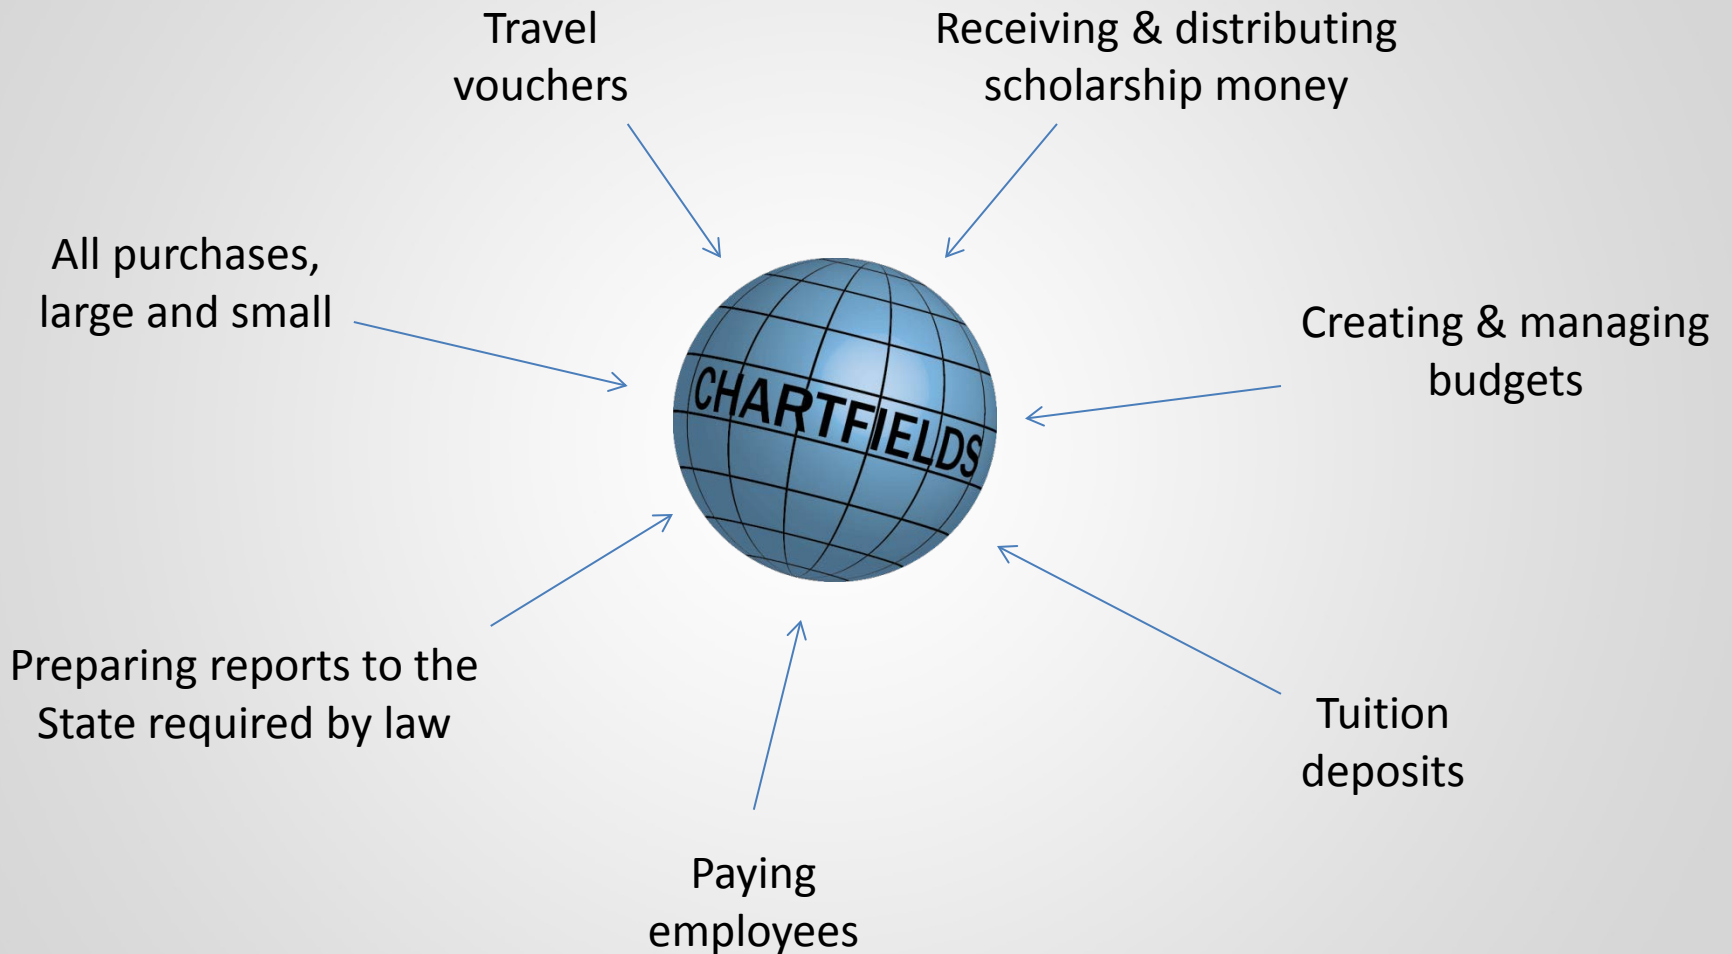 Travel
vouchers
Receiving & distributing
scholarship money
All purchases,
large and small
Creating & managing
budgets
CHARTFIELDS
Preparing reports to the
State required by law
Tuition
deposits
Paying
employees